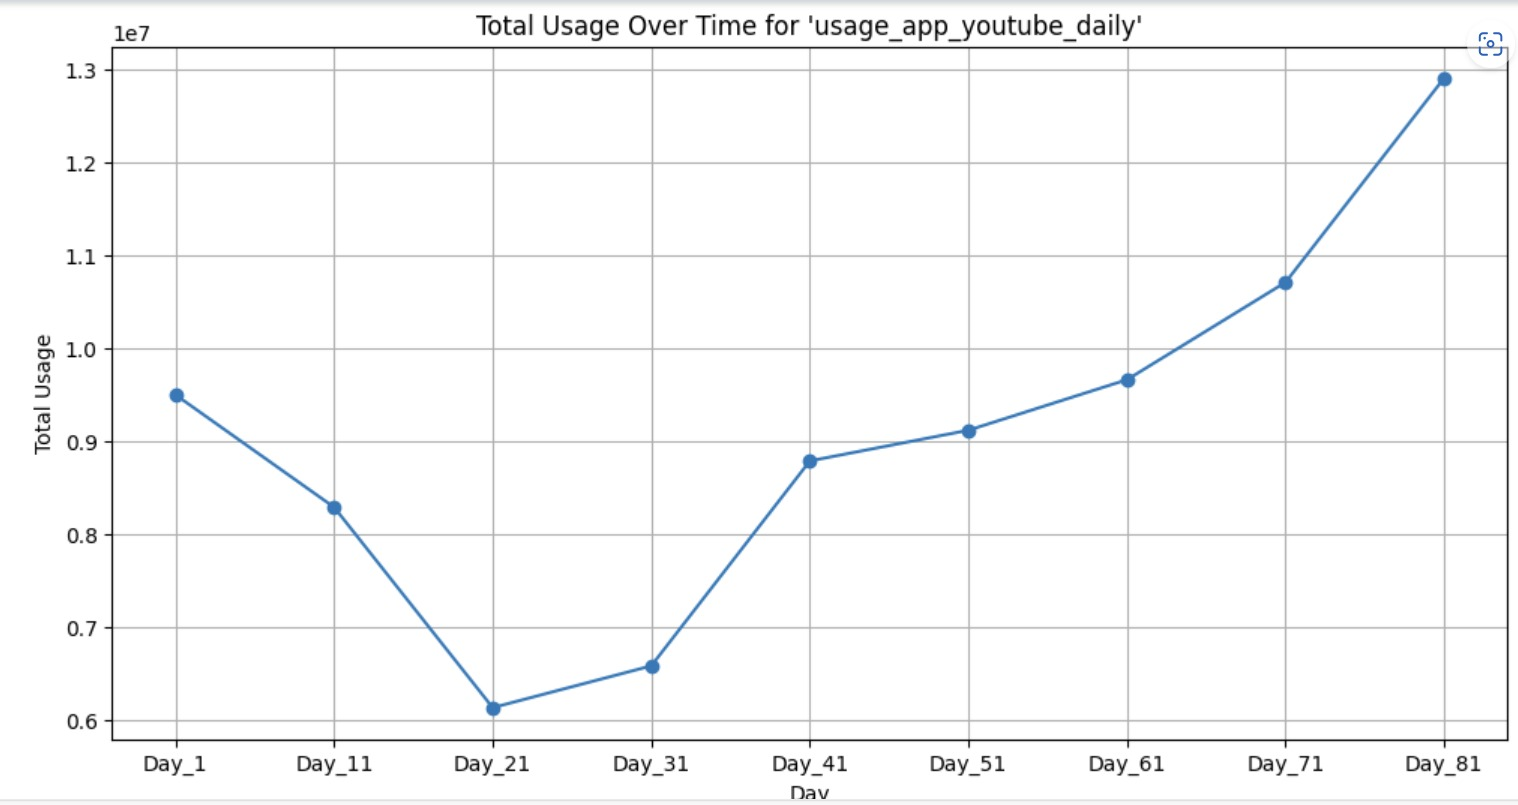 Total Usage Over Time for 'usage_app_youtube_daily'
1e7
1.3
1.2
1.1
1.0
0.9
0.8
0.7
0.6
Total Usage
Day_1 Day_11 Day_21 Day_31 Day_41 Day_51 Day_61 Day_71 Day_81
Day